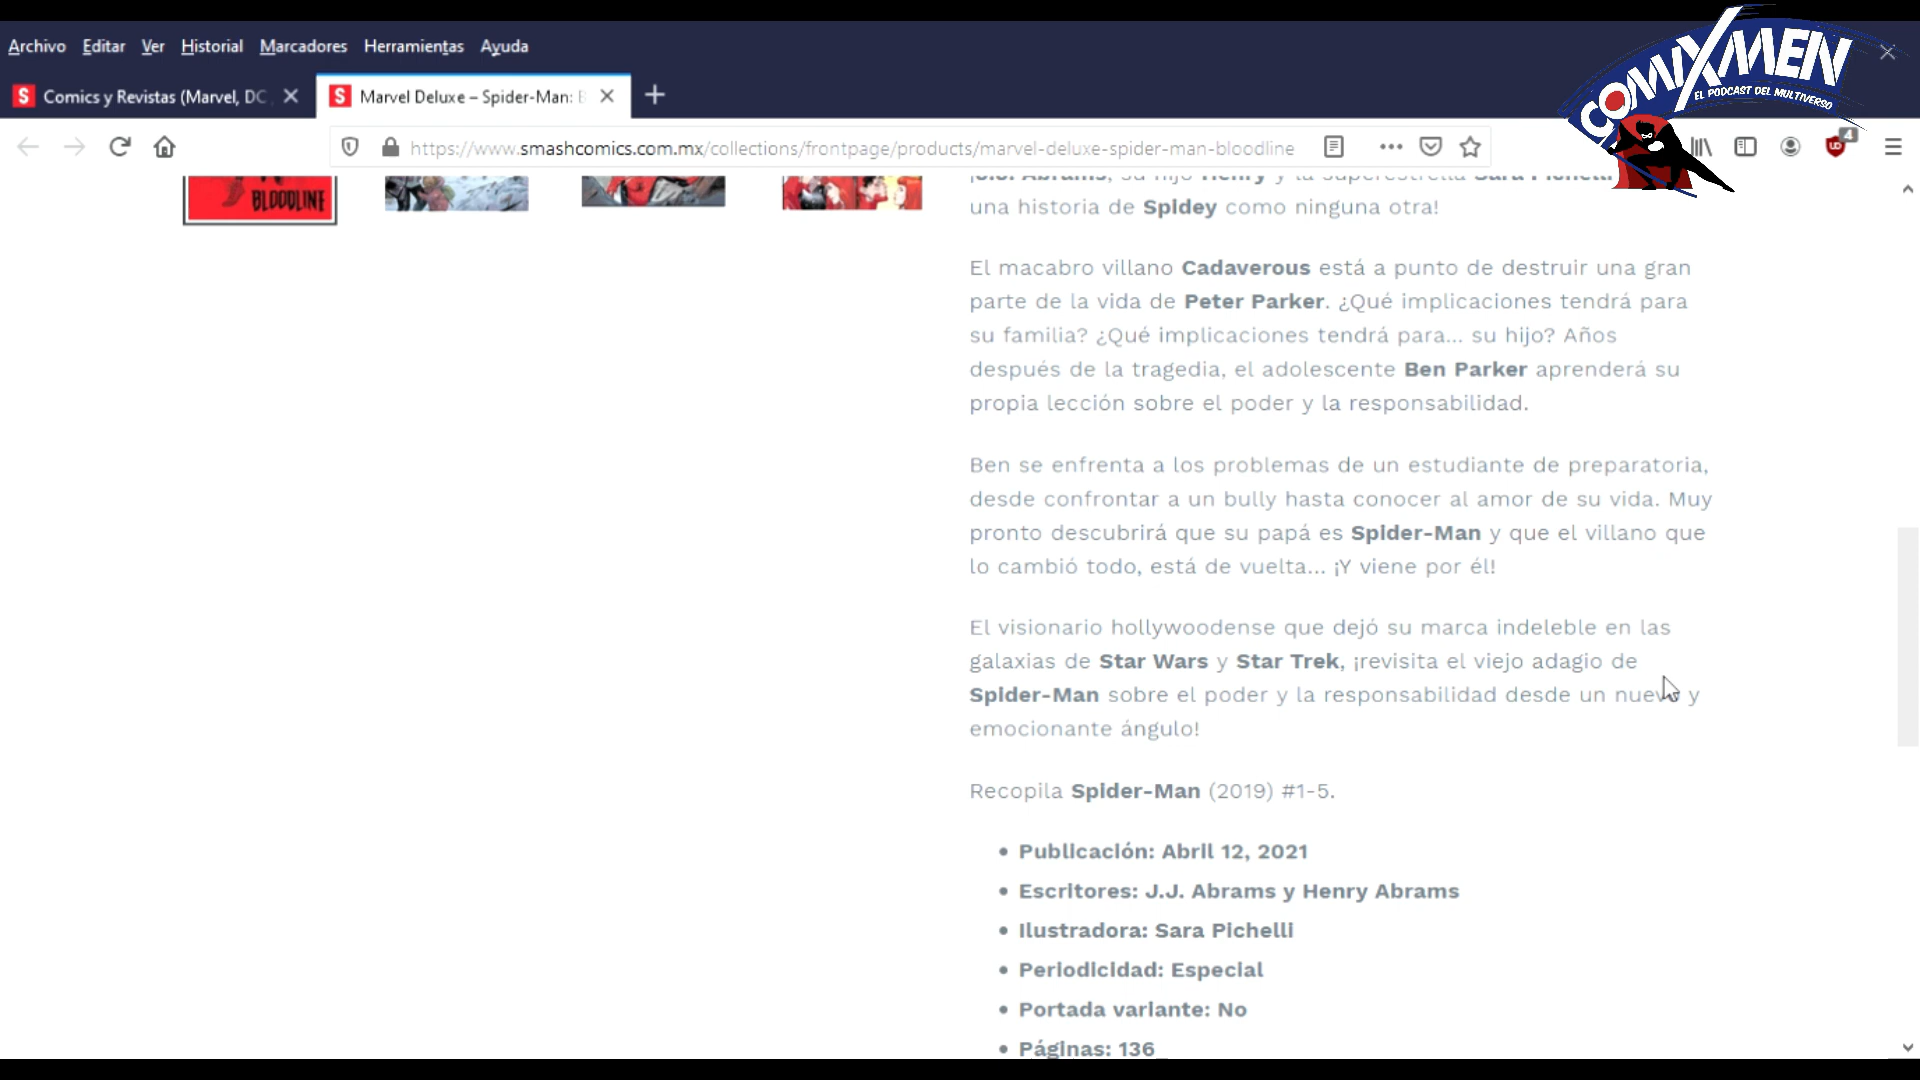 Archivo Editar Ver Historial Marcadores Herramientas Ayuda
COMIXMEN
EL PODCAST DEL MULTIVERSO
S Comics y Revistas (Marvel, DC
S Marvel Deluxe – Spider-Man: B
https://www.smashcomics.com.mx/collections/frontpage/products/marvel-deluxe-spider-man-bloodline
4
BLOODLINE
¡J.J. Abrams, su hijo Henry y la superestrella Sara Pichelli
una historia de Spidey como ninguna otra!
El macabro villano Cadaverous está a punto de destruir una gran
parte de la vida de Peter Parker. ¿Qué implicaciones tendrá para
su familia? ¿Qué implicaciones tendrá para... su hijo? Años
después de la tragedia, el adolescente Ben Parker aprenderá su
propia lección sobre el poder y la responsabilidad.
Ben se enfrenta a los problemas de un estudiante de preparatoria,
desde confrontar a un bully hasta conocer al amor de su vida. Muy
pronto descubrirá que su papá es Spider-Man y que el villano que
lo cambió todo, está de vuelta... ¡Y viene por él!
El visionario hollywoodense que dejó su marca indeleble en las
galaxias de Star Wars y Star Trek, ¡revisita el viejo adagio de
Spider-Man sobre el poder y la responsabilidad desde un nuevo y
emocionante ángulo!
Recopila Spider-Man (2019) #1-5.
• Publicación: Abril 12, 2021
• Escritores: J.J. Abrams y Henry Abrams
• Ilustradora: Sara Pichelli
• Periodicidad: Especial
• Portada variante: No
• Páginas: 136